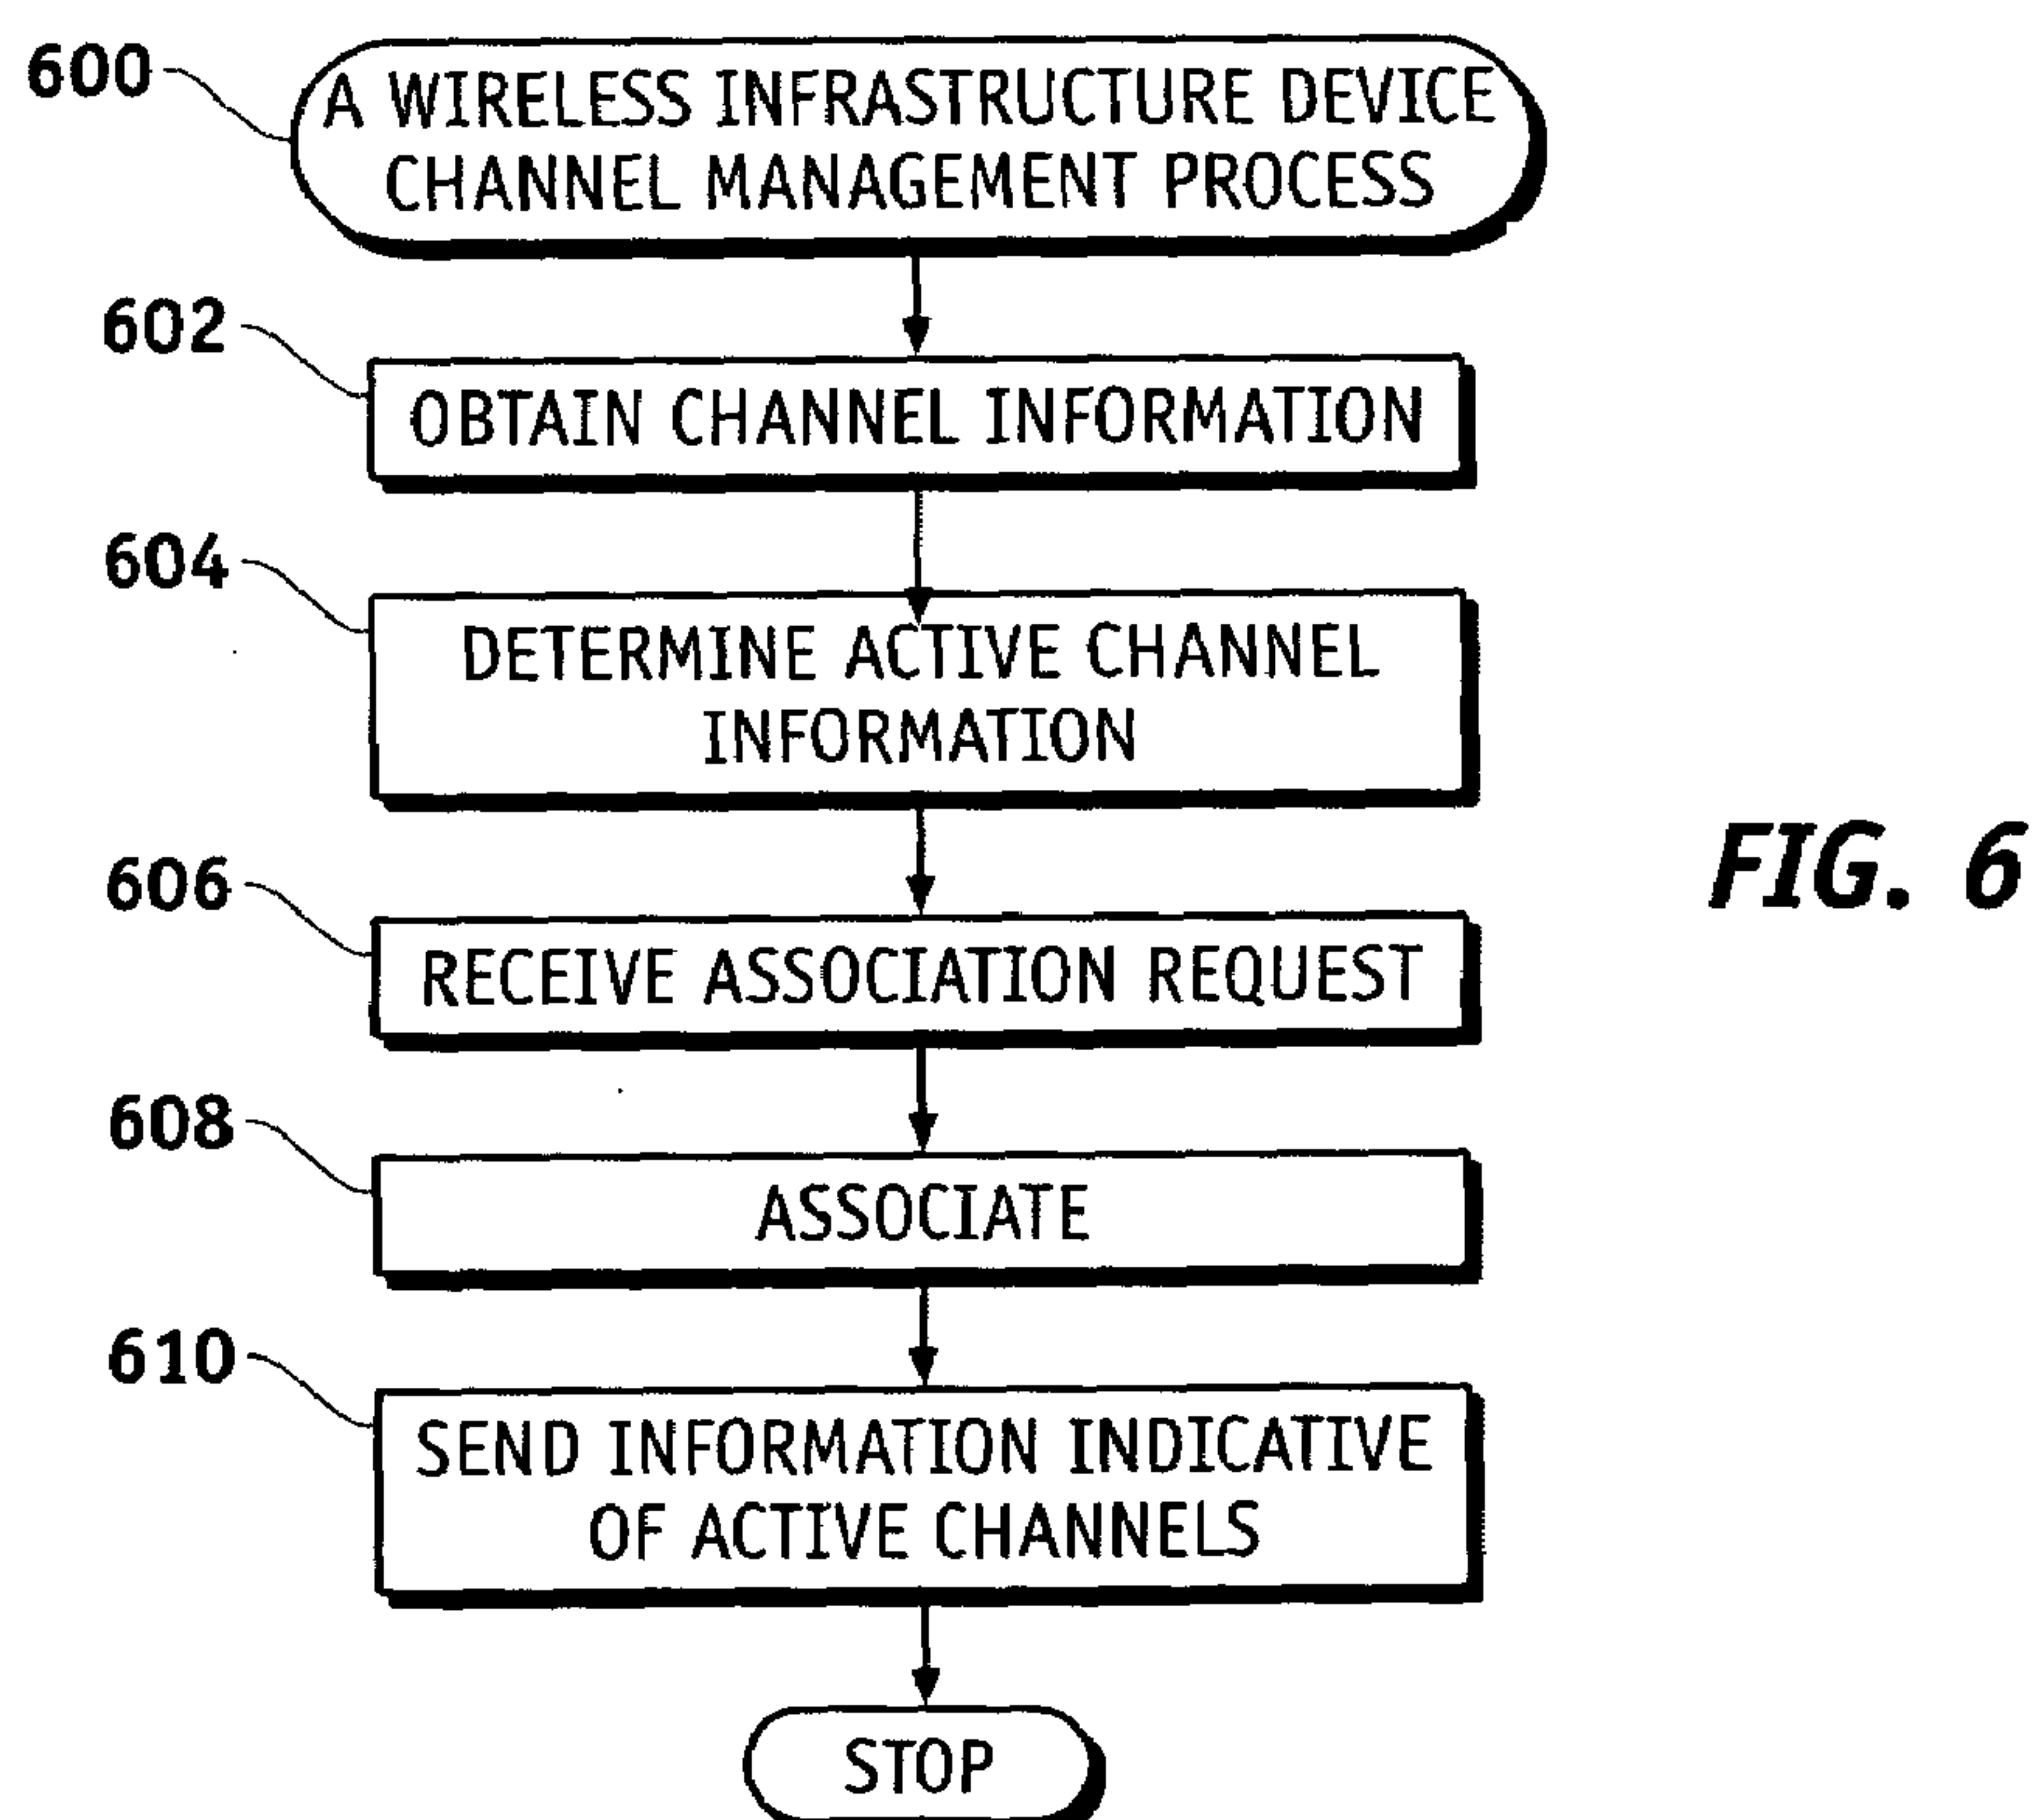 600
A WIRELESS INFRASTRUCTURE DEVICE
CHANNEL MANAGEMENT PROCESS
602
OBTAIN CHANNEL INFORMATION
604
DETERMINE ACTIVE CHANNEL
INFORMATION
606
RECEIVE ASSOCIATION REQUEST
608
ASSOCIATE
610
SEND INFORMATION INDICATIVE
OF ACTIVE CHANNELS
STOP
FIG. 6